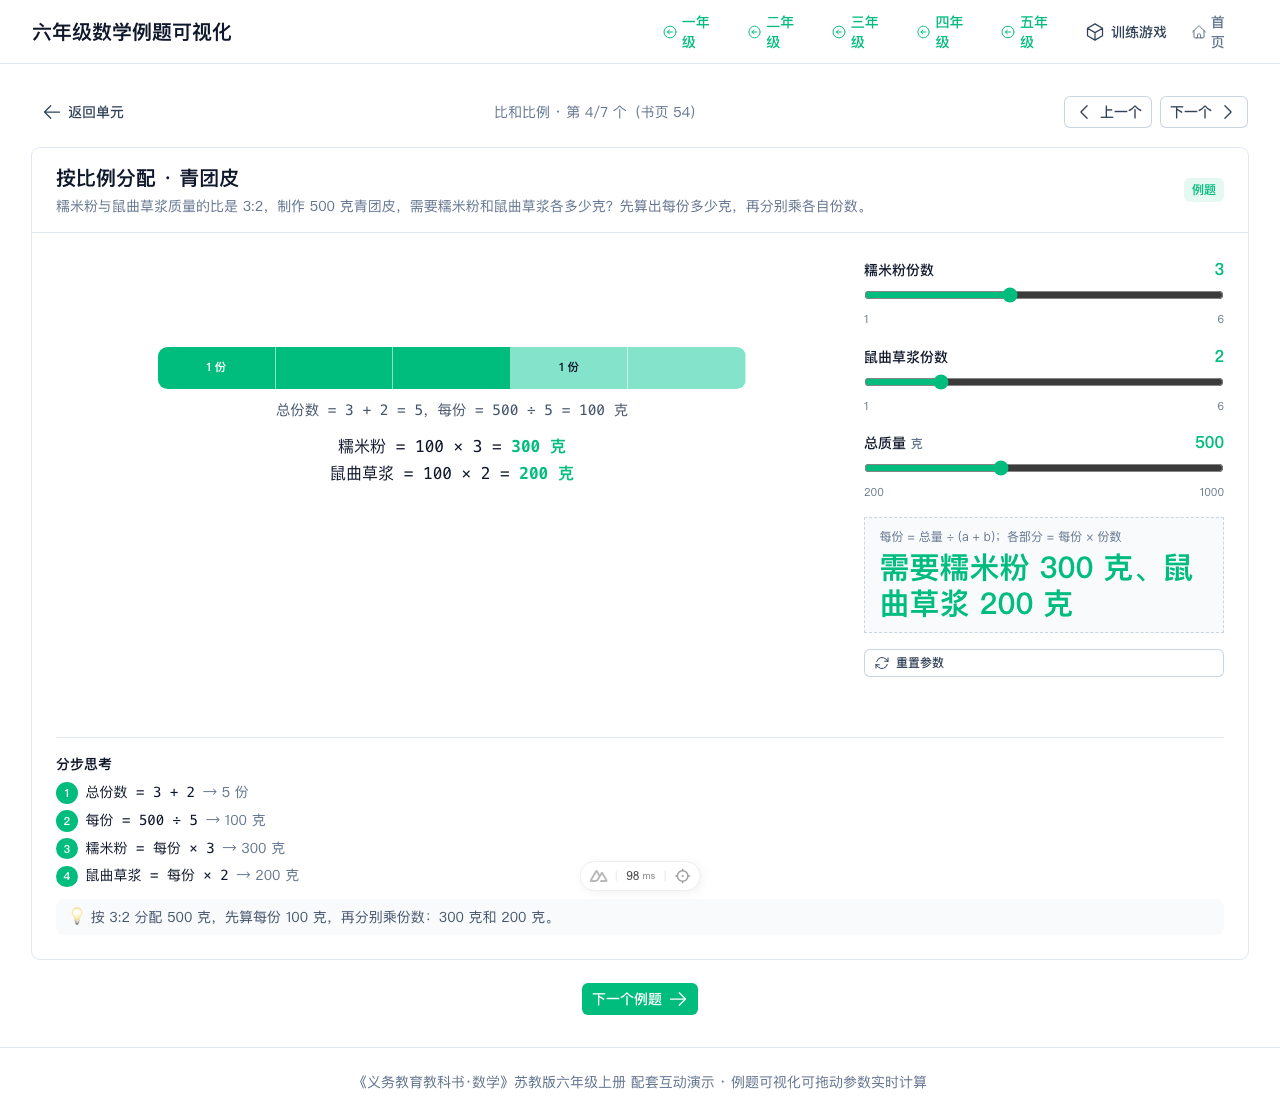 六年级数学例题可视化
一年级
二年级
三年级
四年级
五年级
训练游戏
首页
返回单元
比和比例 · 第 4/7 个（书页 54）
上一个
下一个
按比例分配 · 青团皮
例题
糯米粉与鼠曲草浆质量的比是 3:2，制作 500 克青团皮，需要糯米粉和鼠曲草浆各多少克？先算出每份多少克，再分别乘各自份数。
1 份
1 份
总份数 = 3 + 2 = 5，每份 = 500 ÷ 5 = 100 克
糯米粉 = 100 × 3 = 300 克
鼠曲草浆 = 100 × 2 = 200 克
糯米粉份数 3
1 6
鼠曲草浆份数 2
1 6
总质量 克 500
200 1000
每份 = 总量 ÷ (a + b)；各部分 = 每份 × 份数
需要糯米粉 300 克、鼠
曲草浆 200 克
重置参数
分步思考
1 总份数 = 3 + 2 → 5 份
2 每份 = 500 ÷ 5 → 100 克
3 糯米粉 = 每份 × 3 → 300 克
4 鼠曲草浆 = 每份 × 2 → 200 克
98 ms
💡 按 3:2 分配 500 克，先算每份 100 克，再分别乘份数：300 克和 200 克。
下一个例题 →
《义务教育教科书·数学》苏教版六年级上册 配套互动演示 · 例题可视化可拖动参数实时计算